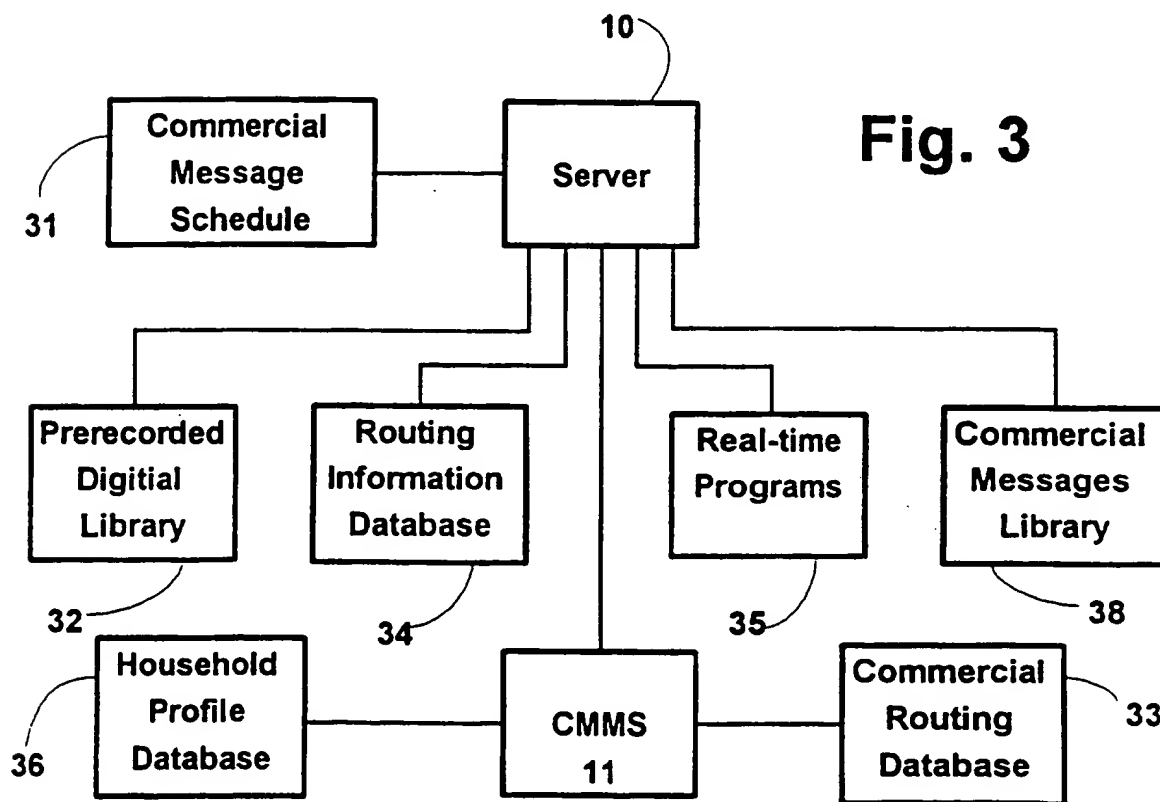 10
Fig. 3
Commercial
Message
Schedule
31
Server
Prerecorded
Digitial
Library
32
Routing
Information
Database
34
Real-time
Programs
35
Commercial
Messages
Library
38
Household
Profile
Database
36
CMMS
11
Commercial
Routing
Database
33